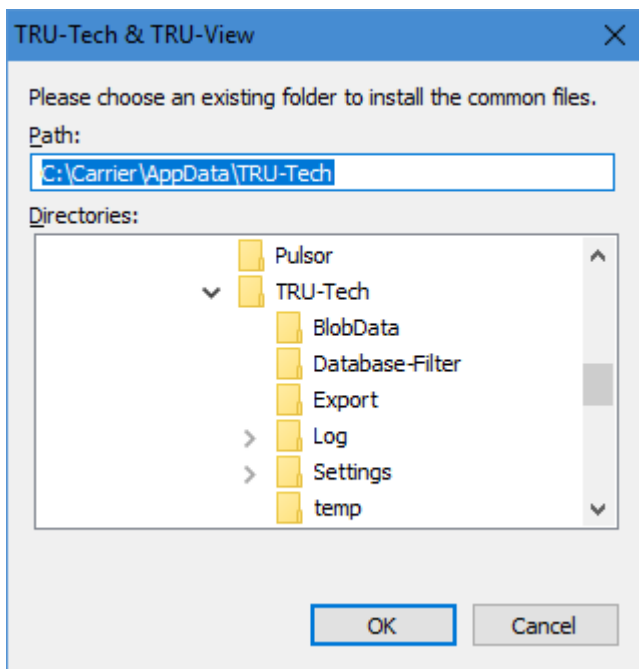 TRU-Tech & TRU-View
Please choose an existing folder to install the common files.
Path:
C:\Carrier\AppData\TRU-Tech
Directories:
Pulsor
TRU-Tech
BlobData
Database-Filter
Export
Log
Settings
temp
OK
Cancel